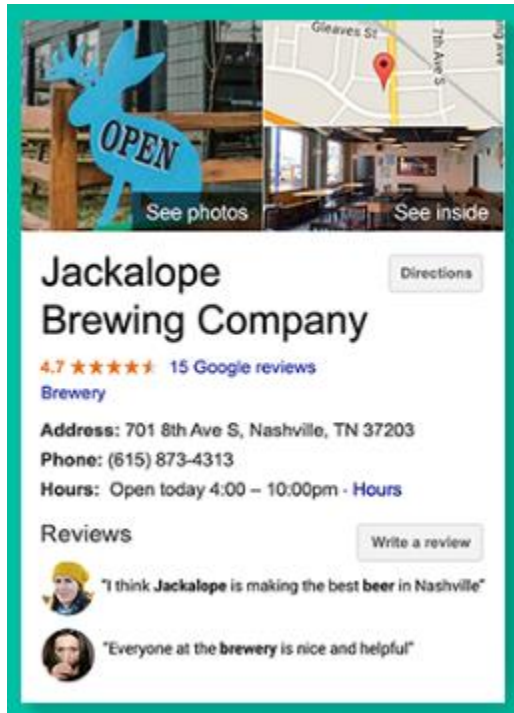 Gleaves St
7th Ave S
OPEN
See photos
See inside
Jackalope
Brewing Company
Directions
4.7 15 Google reviews
Brewery
Address: 701 8th Ave S, Nashville, TN 37203
Phone: (615) 873-4313
Hours: Open today 4:00 – 10:00pm - Hours
Reviews
Write a review
"I think Jackalope is making the best beer in Nashville"
"Everyone at the brewery is nice and helpful"